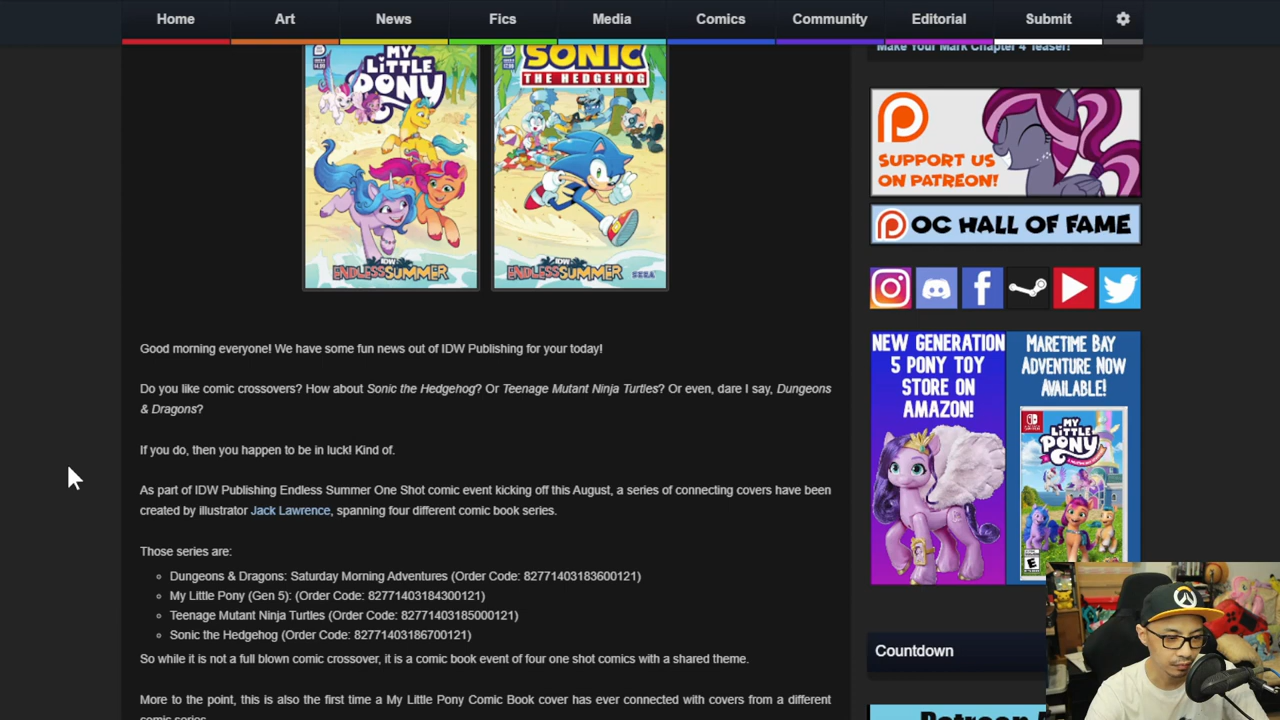 Home Art News Fics Media Comics Community Editorial Submit
Make Your Mark Chapter 4 Teaser!
MY LITTLE PONY
IDW ENDLESS SUMMER
SONIC THE HEDGEHOG
IDW ENDLESS SUMMER
SEGA
SUPPORT US
ON PATREON!
OC HALL OF FAME
NEW GENERATION
5 PONY TOY
STORE ON
AMAZON!
MARETIME BAY
ADVENTURE NOW
AVAILABLE!
MY LITTLE PONY
E
Good morning everyone! We have some fun news out of IDW Publishing for your today!
Do you like comic crossovers? How about Sonic the Hedgehog? Or Teenage Mutant Ninja Turtles? Or even, dare I say, Dungeons
& Dragons?
If you do, then you happen to be in luck! Kind of.
As part of IDW Publishing Endless Summer One Shot comic event kicking off this August, a series of connecting covers have been
created by illustrator Jack Lawrence, spanning four different comic book series.
Those series are:
Dungeons & Dragons: Saturday Morning Adventures (Order Code: 82771403183600121)
My Little Pony (Gen 5): (Order Code: 82771403184300121)
Teenage Mutant Ninja Turtles (Order Code: 82771403185000121)
Sonic the Hedgehog (Order Code: 82771403186700121)
So while it is not a full blown comic crossover, it is a comic book event of four one shot comics with a shared theme.
More to the point, this is also the first time a My Little Pony Comic Book cover has ever connected with covers from a different
comic series.
Countdown
Patreon